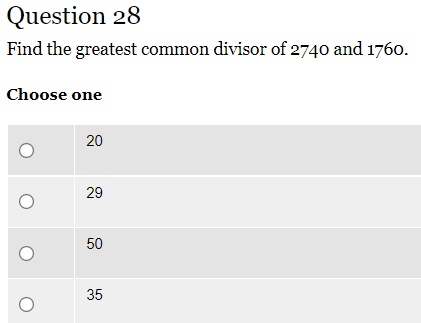 Question 28
Find the greatest common divisor of 2740 and 1760.
Choose one
20
29
50
35